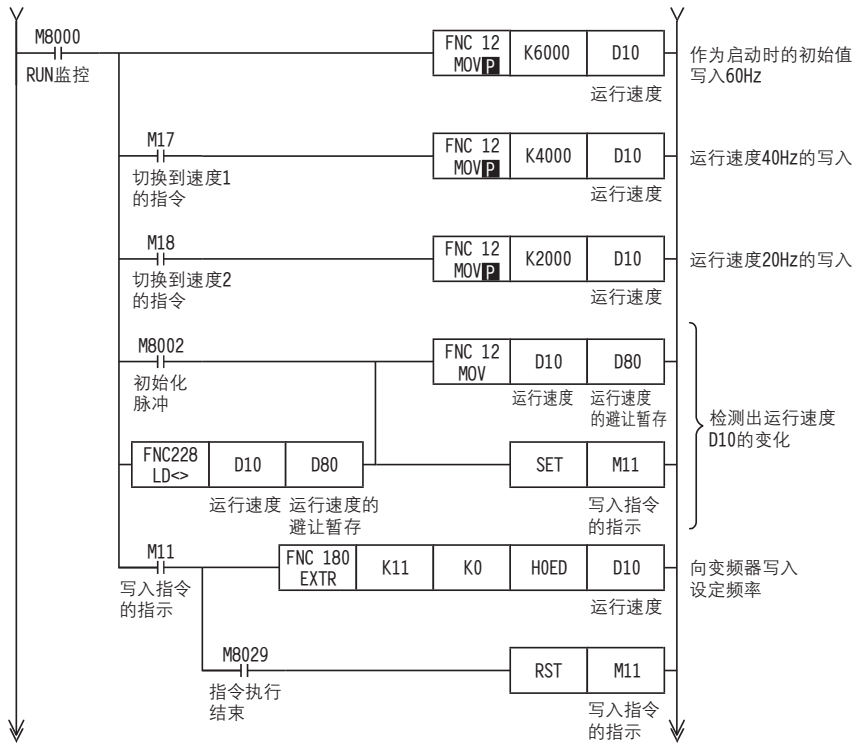 M8000
RUN监控
FNC 12
MOVP
K6000
D10
运行速度
作为启动时的初始值
写入60Hz
M17
切换到速度1
的指令
FNC 12
MOVP
K4000
D10
运行速度
运行速度40Hz的写入
M18
切换到速度2
的指令
FNC 12
MOVP
K2000
D10
运行速度
运行速度20Hz的写入
M8002
初始化
脉冲
FNC 12
MOV
D10
D80
运行速度
运行速度
的避让暂存
检测出运行速度
D10的变化
FNC228
LD<>
D10
D80
运行速度
运行速度的
避让暂存
SET
M11
写入指令
的指示
M11
写入指令
的指示
FNC 180
EXTR
K11
K0
H0ED
D10
运行速度
向变频器写入
设定频率
M8029
指令执行
结束
RST
M11
写入指令
的指示